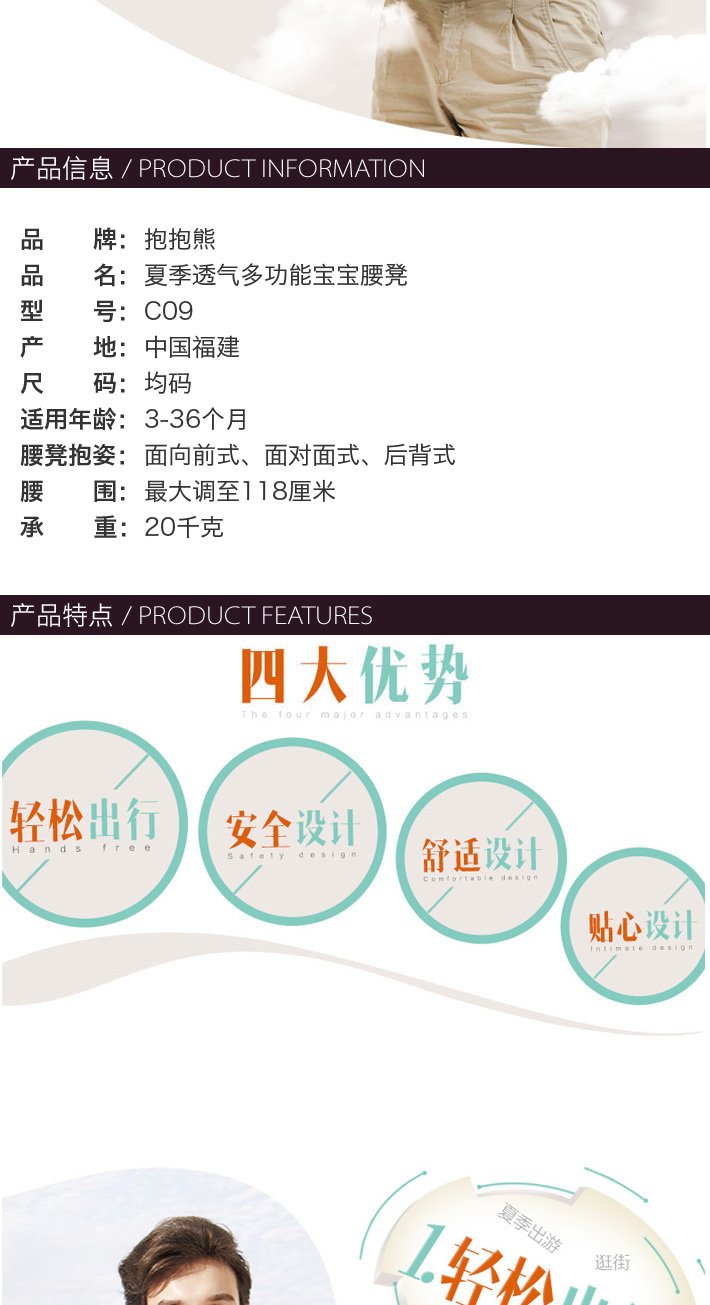 产品信息 / PRODUCT INFORMATION
品 牌：抱抱熊
品 名：夏季透气多功能宝宝腰凳
型 号：C09
产 地：中国福建
尺 码：均码
适用年龄：3-36个月
腰凳抱姿：面向前式、面对面式、后背式
腰 围：最大调至118厘米
承 重：20千克
产品特点 / PRODUCT FEATURES
四大优势
The four major advantages
轻松出行
Hands free
安全设计
Safety design
舒适设计
Comfortable design
贴心设计
Intimate design
夏季出游
逛街
1.轻松出